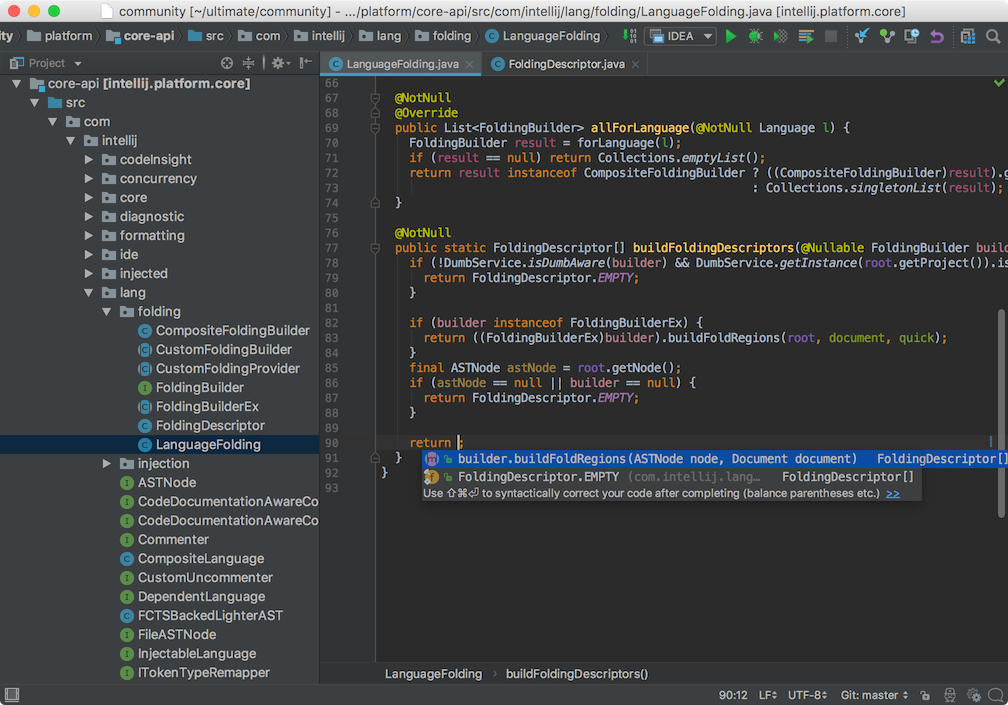 community [~/ultimate/community] - .../platform/core-api/src/com/intellij/lang/folding/LanguageFolding.java [intellij.platform.core]
ity platform core-api src com intellij lang folding LanguageFolding IDEA
Project
LanguageFolding.java FoldingDescriptor.java
core-api [intellij.platform.core]
src
com
intellij
codeInsight
concurrency
core
diagnostic
formatting
ide
injected
lang
folding
CompositeFoldingBuilder
CustomFoldingBuilder
CustomFoldingProvider
FoldingBuilder
FoldingBuilderEx
FoldingDescriptor
LanguageFolding
injection
ASTNode
CodeDocumentationAwareCo
CodeDocumentationAwareCo
Commenter
CompositeLanguage
CustomUncommenter
DependentLanguage
FCTSBackedLighterAST
FileASTNode
InjectableLanguage
ITokenTypeRemapper
66
67 @NotNull
68 @Override
69 public List<FoldingBuilder> allForLanguage(@NotNull Language l) {
70 FoldingBuilder result = forLanguage(l);
71 if (result == null) return Collections.emptyList();
72 return result instanceof CompositeFoldingBuilder ? ((CompositeFoldingBuilder)result).g
73 : Collections.singletonList(result);
74 }
75
76 @NotNull
77 public static FoldingDescriptor[] buildFoldingDescriptors(@Nullable FoldingBuilder buil
78 if (!DumbService.isDumbAware(builder) && DumbService.getInstance(root.getProject()).is
79 return FoldingDescriptor.EMPTY;
80 }
81
82 if (builder instanceof FoldingBuilderEx) {
83 return ((FoldingBuilderEx)builder).buildFoldRegions(root, document, quick);
84 }
85 final ASTNode astNode = root.getNode();
86 if (astNode == null || builder == null) {
87 return FoldingDescriptor.EMPTY;
88 }
89
90 return ;
91 }
92 }
93
builder.buildFoldRegions(ASTNode node, Document document) FoldingDescriptor[]
FoldingDescriptor.EMPTY (com.intellij.lang… FoldingDescriptor[]
Use ⇧⌘⏎ to syntactically correct your code after completing (balance parentheses etc.) >>
LanguageFolding › buildFoldingDescriptors()
90:12 LF÷ UTF-8÷ Git: master ÷